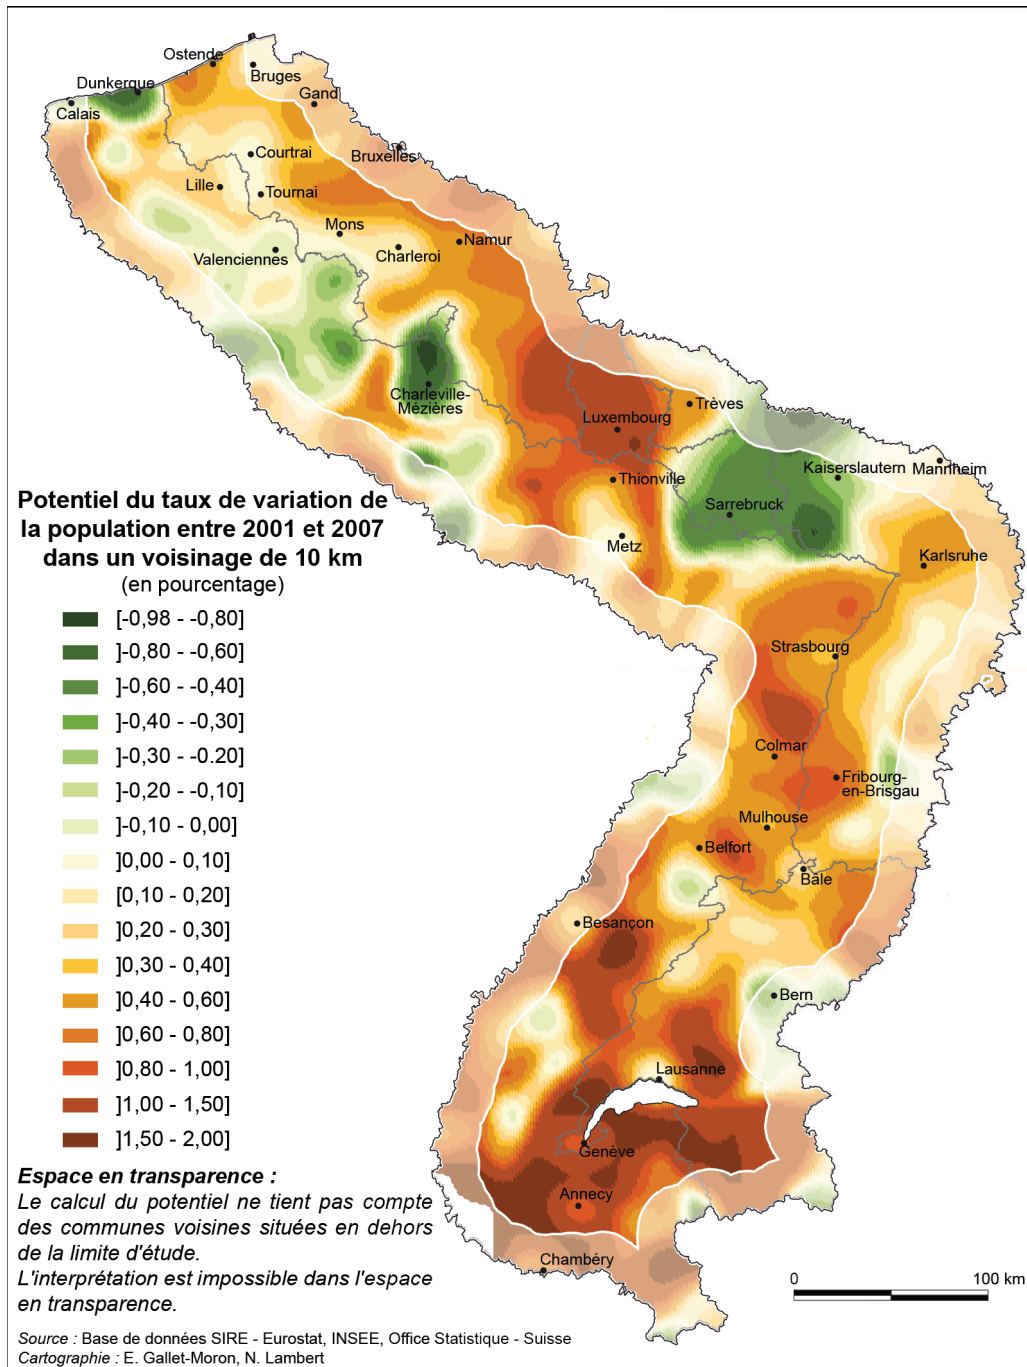 Ostende
Bruges
Dunkerque
Gand
Calais
Bruxelles
Courtrai
Lille
Tournai
Mons
Namur
Valenciennes
Charleroi
Charleville-
Mézières
Luxembourg
Trèves
Thionville
Kaiserslautern
Mannheim
Sarrebruck
Metz
Karlsruhe
Strasbourg
Colmar
Fribourg-
en-Brisgau
Mulhouse
Belfort
Bâle
Besançon
Bern
Lausanne
Genève
Annecy
Chambéry
Potentiel du taux de variation de
la population entre 2001 et 2007
dans un voisinage de 10 km
(en pourcentage)
[-0,98 - -0,80]
]-0,80 - -0,60]
]-0,60 - -0,40]
]-0,40 - -0,30]
]-0,30 - -0.20]
]-0,20 - -0,10]
]-0,10 - 0,00]
]0,00 - 0,10]
[0,10 - 0,20]
]0,20 - 0,30]
]0,30 - 0,40]
]0,40 - 0,60]
]0,60 - 0,80]
]0,80 - 1,00]
]1,00 - 1,50]
]1,50 - 2,00]
Espace en transparence :
Le calcul du potentiel ne tient pas compte
des communes voisines situées en dehors
de la limite d'étude.
L'interprétation est impossible dans l'espace
en transparence.
0 100 km
Source : Base de données SIRE - Eurostat, INSEE, Office Statistique - Suisse
Cartographie : E. Gallet-Moron, N. Lambert